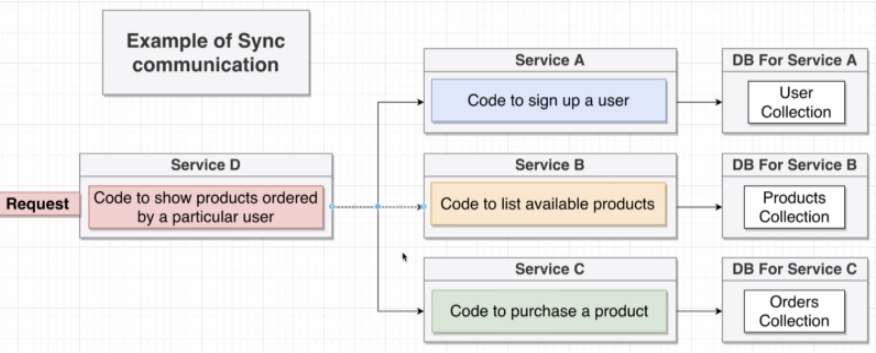 Example of Sync
communication
Service A
Code to sign up a user
DB For Service A
User
Collection
Request
Service D
Code to show products ordered
by a particular user
Service B
Code to list available products
DB For Service B
Products
Collection
Service C
Code to purchase a product
DB For Service C
Orders
Collection